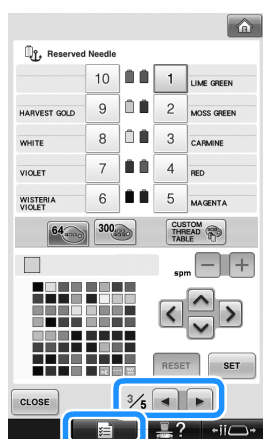 Reserved Needle
10 1 LIME GREEN
HARVEST GOLD 9 2 MOSS GREEN
WHITE 8 3 CARMINE
VIOLET 7 4 RED
WISTERIA VIOLET 6 5 MAGENTA
64 300 CUSTOM THREAD TABLE
spm − +
RESET SET
CLOSE 3/5
?